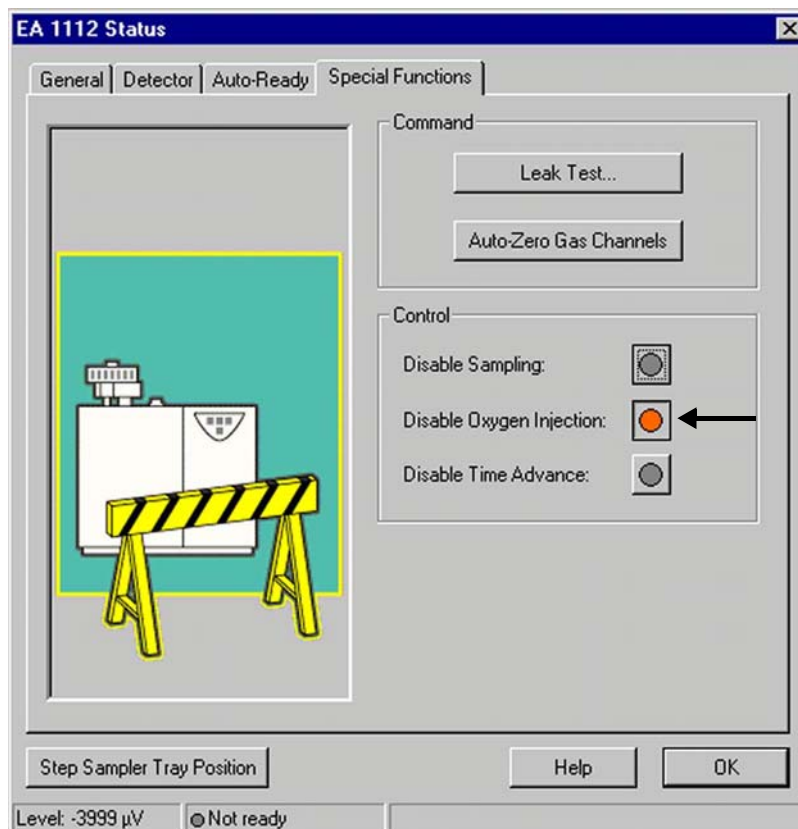 EA 1112 Status
General Detector Auto-Ready Special Functions
Command
Leak Test...
Auto-Zero Gas Channels
Control
Disable Sampling:
Disable Oxygen Injection:
Disable Time Advance:
Step Sampler Tray Position Help OK
Level: -3999 µV Not ready